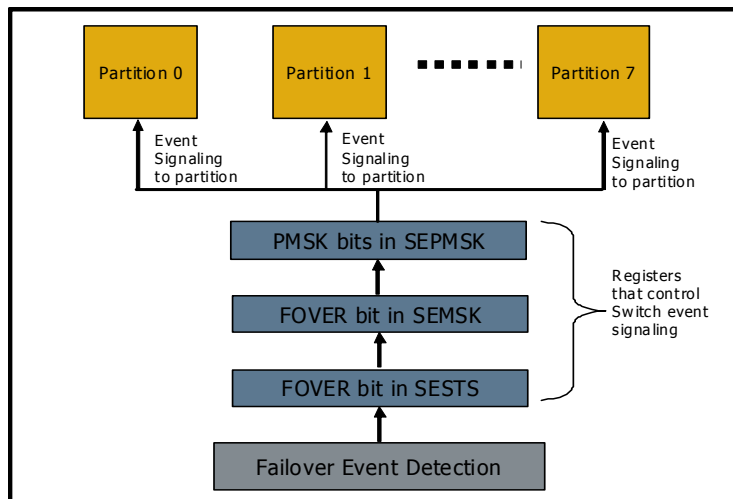 Partition 0
Partition 1
Partition 7
Event
Signaling
to partition
Event
Signaling
to partition
Event
Signaling
to partition
PMSK bits in SEPMSK
FOVER bit in SEMSK
FOVER bit in SESTS
Registers
that control
Switch event
signaling
Failover Event Detection